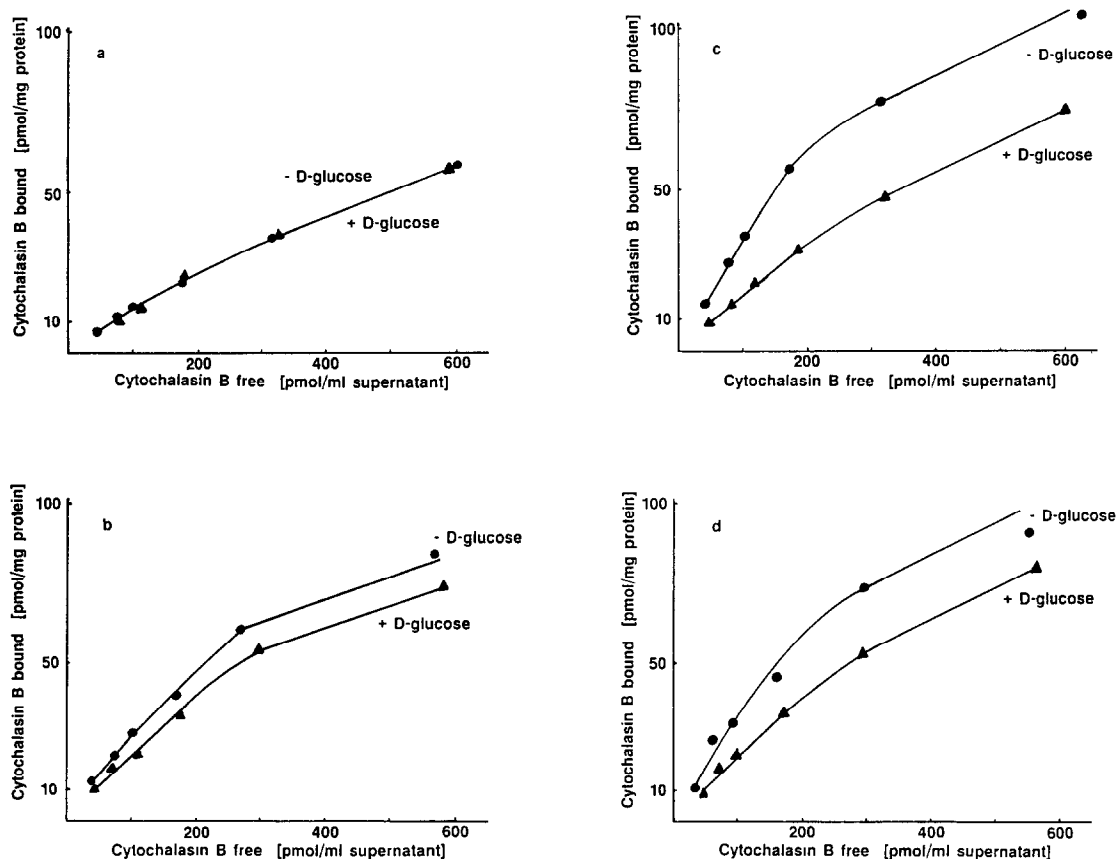 a
Cytochalasin B bound [pmol/mg protein]
100
50
10
- D-glucose
+ D-glucose
200
400
600
Cytochalasin B free [pmol/ml supernatant]
c
Cytochalasin B bound [pmol/mg protein]
100
50
10
- D-glucose
+ D-glucose
200
400
600
Cytochalasin B free [pmol/ml supernatant]
b
Cytochalasin B bound [pmol/mg protein]
100
50
10
- D-glucose
+ D-glucose
200
400
600
Cytochalasin B free [pmol/ml supernatant]
d
Cytochalasin B bound [pmol/mg protein]
100
50
10
- D-glucose
+ D-glucose
200
400
600
Cytochalasin B free [pmol/ml supernatant]